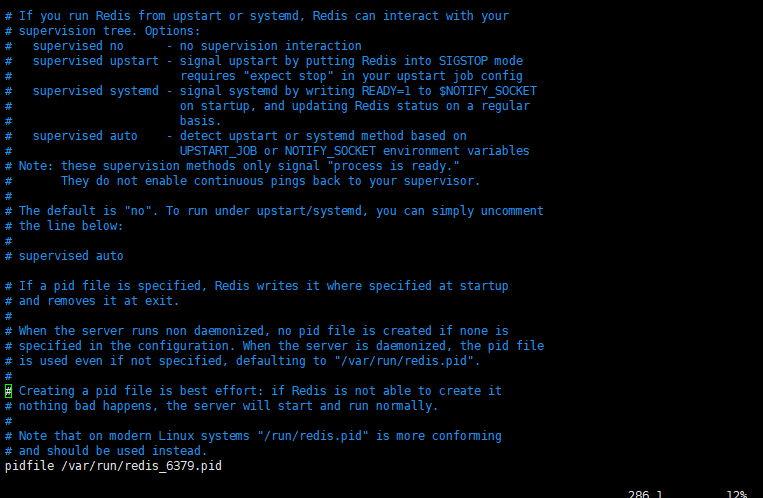 # If you run Redis from upstart or systemd, Redis can interact with your
# supervision tree. Options:
#   supervised no      - no supervision interaction
#   supervised upstart - signal upstart by putting Redis into SIGSTOP mode
#                        requires "expect stop" in your upstart job config
#   supervised systemd - signal systemd by writing READY=1 to $NOTIFY_SOCKET
#                        on startup, and updating Redis status on a regular
#                        basis.
#   supervised auto    - detect upstart or systemd method based on
#                        UPSTART_JOB or NOTIFY_SOCKET environment variables
# Note: these supervision methods only signal "process is ready."
#       They do not enable continuous pings back to your supervisor.
#
# The default is "no". To run under upstart/systemd, you can simply uncomment
# the line below:
#
# supervised auto

# If a pid file is specified, Redis writes it where specified at startup
# and removes it at exit.
#
# When the server runs non daemonized, no pid file is created if none is
# specified in the configuration. When the server is daemonized, the pid file
# is used even if not specified, defaulting to "/var/run/redis.pid".
#
# Creating a pid file is best effort: if Redis is not able to create it
# nothing bad happens, the server will start and run normally.
#
# Note that on modern Linux systems "/run/redis.pid" is more conforming
# and should be used instead.
pidfile /var/run/redis_6379.pid
286,1 12%